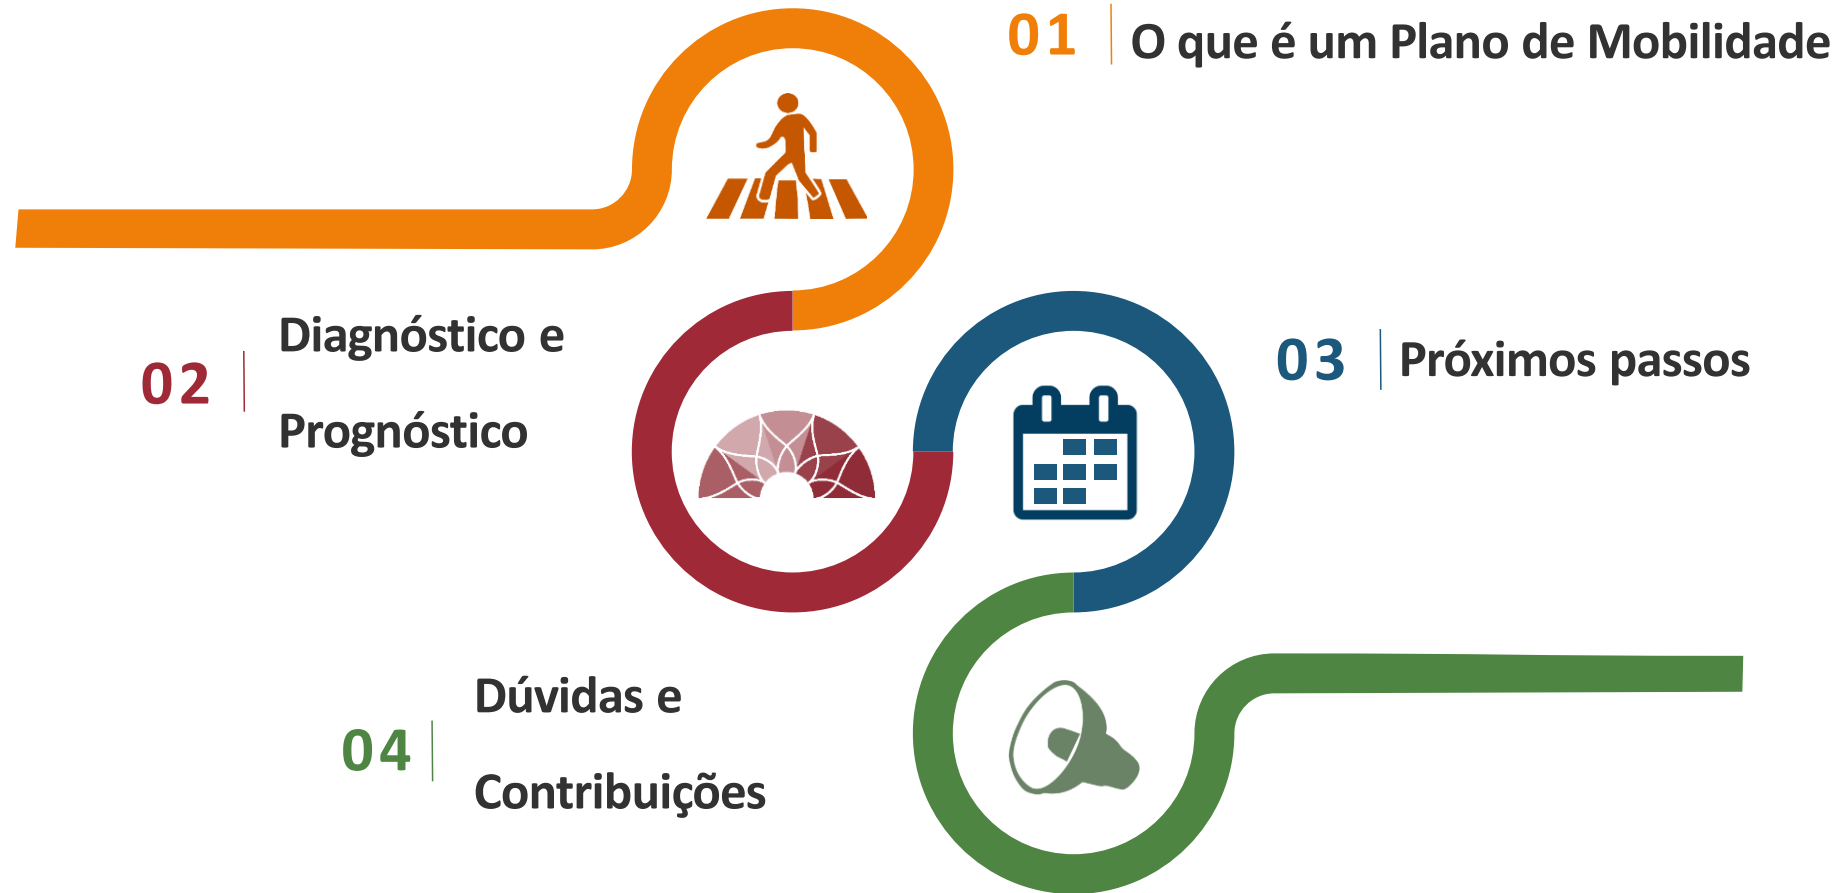 01 O que é um Plano de Mobilidade
02 Diagnóstico e
Prognóstico
03 Próximos passos
04 Dúvidas e
Contribuições